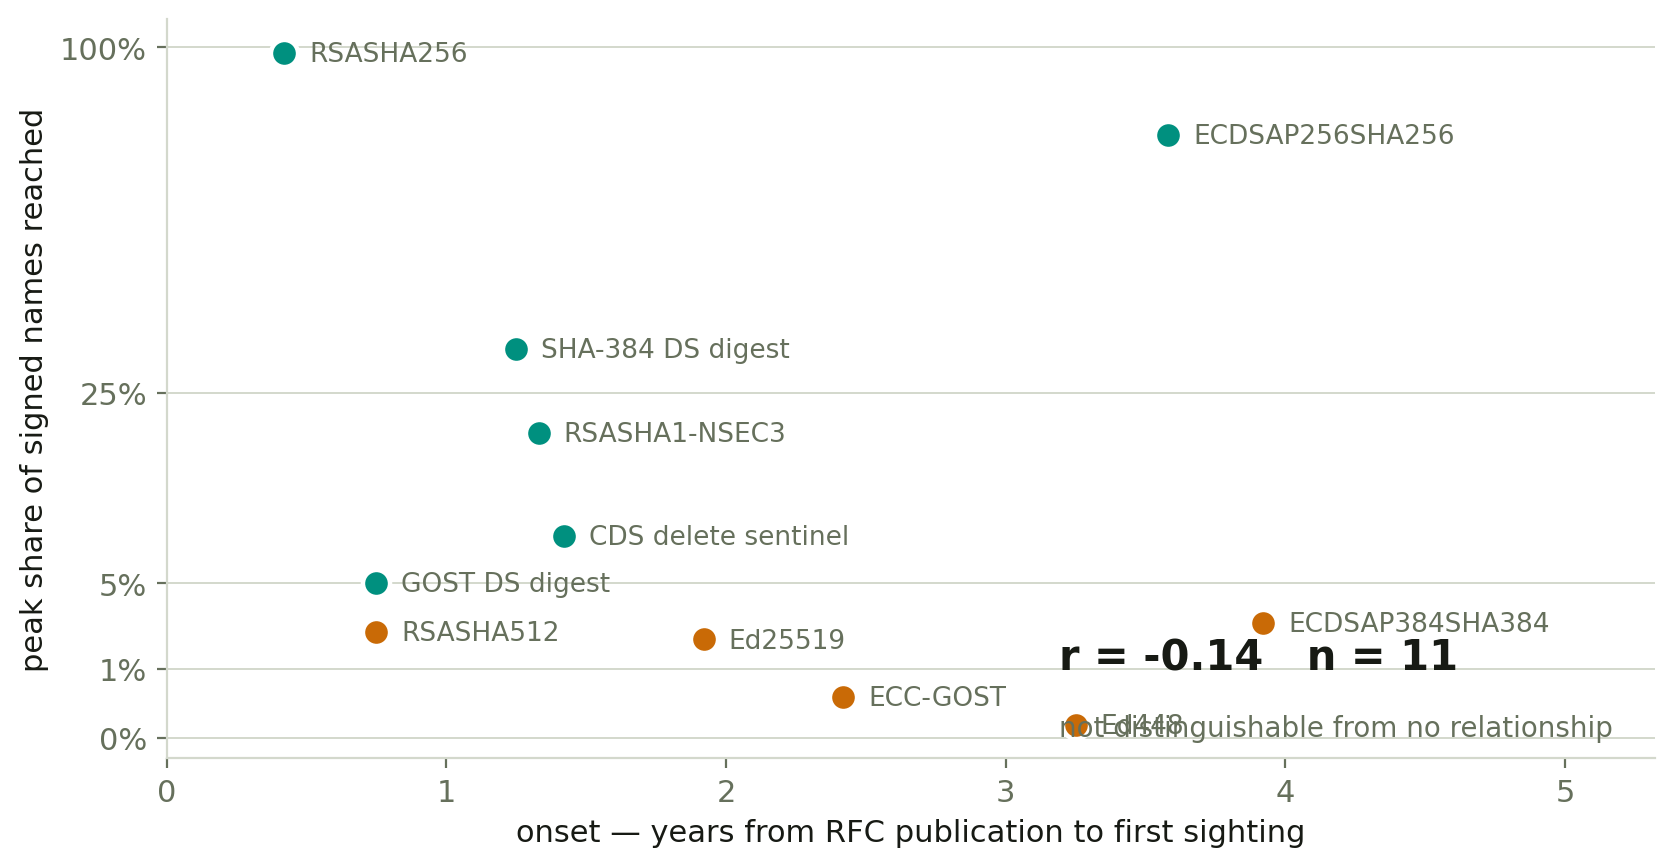 peak share of signed names reached
100%
25%
5%
1%
0%
RSASHA256
ECDSAP256SHA256
SHA-384 DS digest
RSASHA1-NSEC3
CDS delete sentinel
GOST DS digest
RSASHA512
ECDSAP384SHA384
Ed25519
r = -0.14 n = 11
ECC-GOST
Ed448
not distinguishable from no relationship
0 1 2 3 4 5
onset — years from RFC publication to first sighting